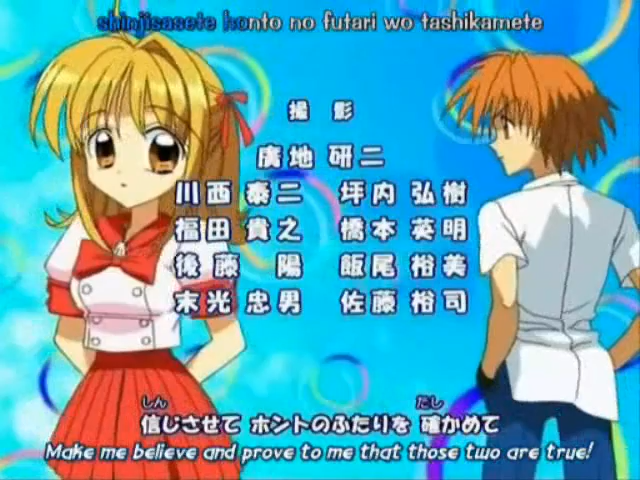 shinjisasete honto no futari wo tashikamete
撮 影
廣地 研二
川西 泰二 坪内 弘樹
福田 貴之 橋本 英明
後藤 陽 飯尾 裕美
末光 忠男 佐藤 裕司
しん だし
信じさせて ホントのふたりを 確かめて
Make me believe and prove to me that those two are true!